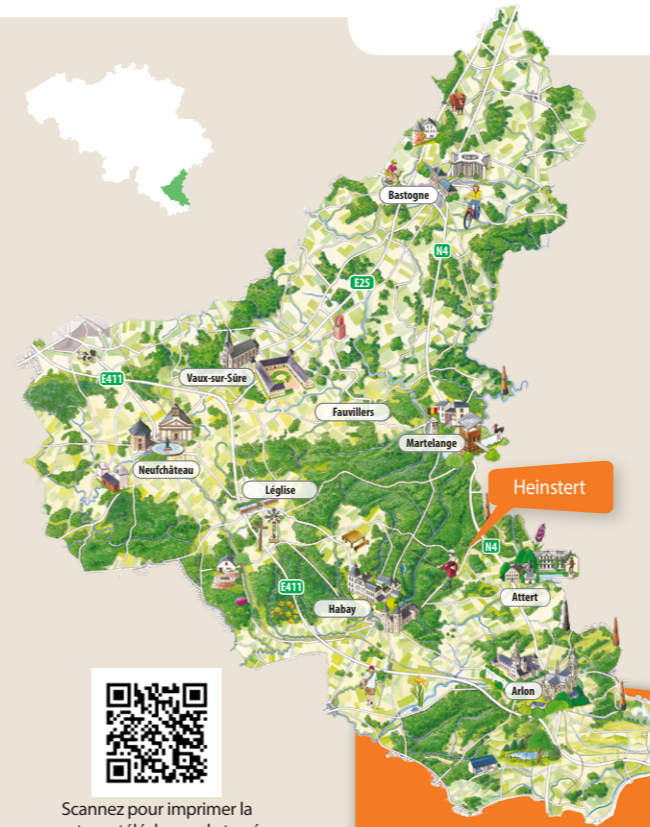 Bastogne
N4
E25
E411
Vaux-sur-Sûre
Fauvillers
Martelange
Neufchâteau
Léglise
Heinstert
N4
E411
Attert
Habay
Arlon
Scannez pour imprimer la